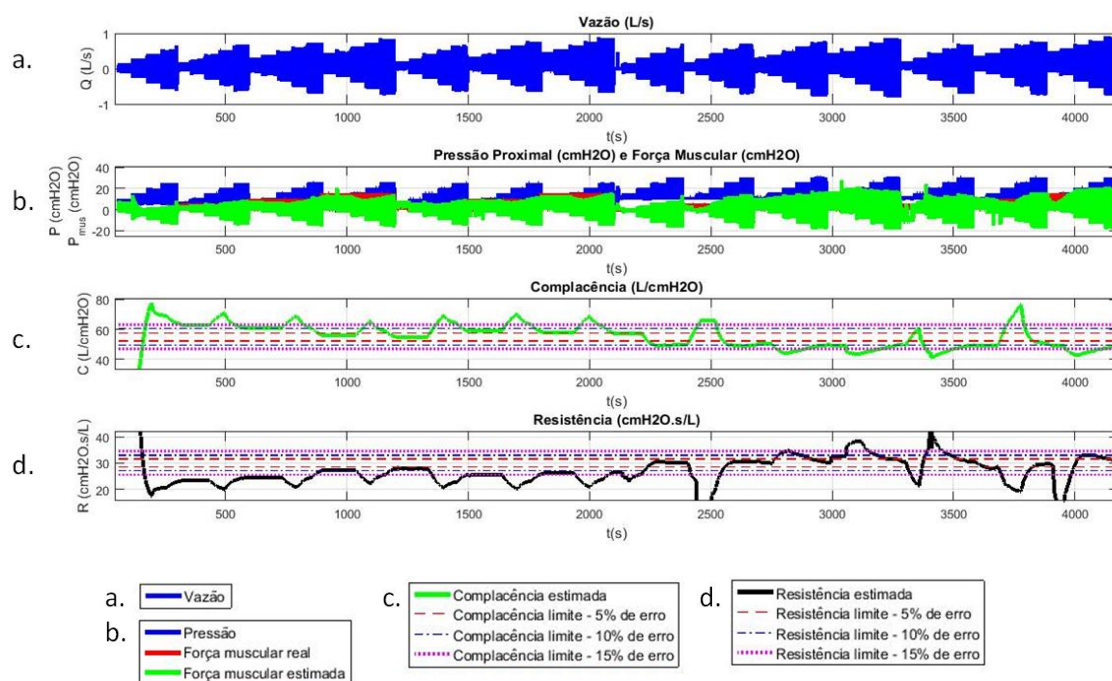 Vazão (L/s)
a.
Q (L/s)
1
0
-1
500 1000 1500 2000 2500 3000 3500 4000
t(s)
Pressão Proximal (cmH2O) e Força Muscular (cmH2O)
b.
P (cmH2O)
Pmus (cmH2O)
40
20
0
-20
500 1000 1500 2000 2500 3000 3500 4000
t(s)
Complacência (L/cmH2O)
c.
C (L/cmH2O)
80
60
40
500 1000 1500 2000 2500 3000 3500 4000
t(s)
Resistência (cmH2O.s/L)
d.
R (cmH2O.s/L)
40
30
20
500 1000 1500 2000 2500 3000 3500 4000
t(s)
a.
Vazão
b.
Pressão
Força muscular real
Força muscular estimada
c.
Complacência estimada
Complacência limite - 5% de erro
Complacência limite - 10% de erro
Complacência limite - 15% de erro
d.
Resistência estimada
Resistência limite - 5% de erro
Resistência limite - 10% de erro
Resistência limite - 15% de erro